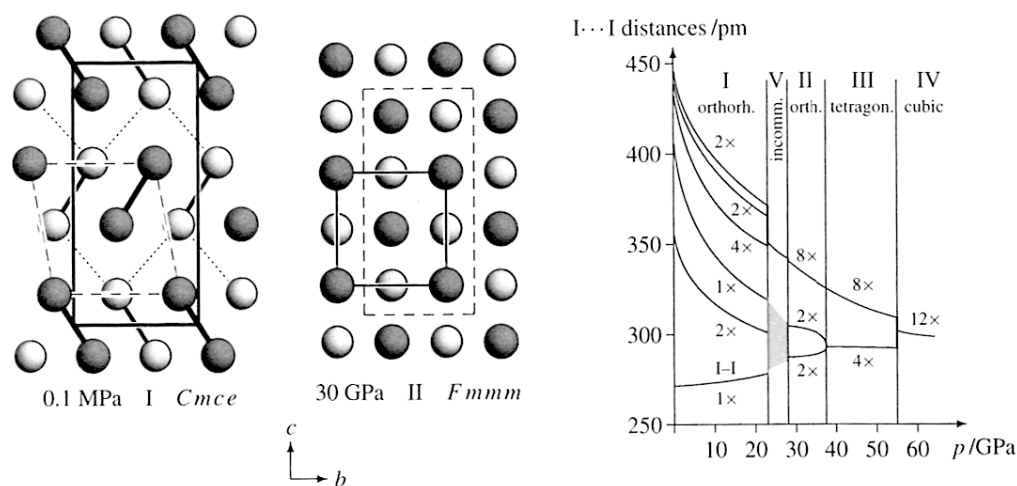 0.1 MPa I Cmce
30 GPa II Fmmm
c
b
I···I distances /pm
450
400
350
300
250
I V II III IV
orthorh. incomm. orth. tetragon. cubic
2×
2×
4×
1×
2×
I–I
1×
8×
2×
2×
8×
4×
12×
10 20 30 40 50 60 p/GPa